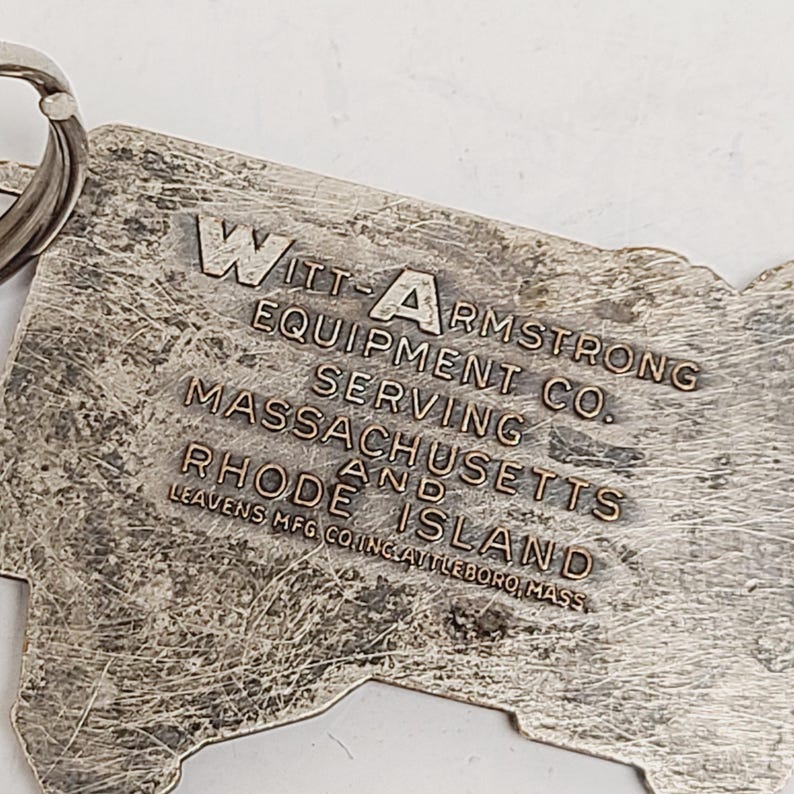 WITT-ARMSTRONG
EQUIPMENT CO.
SERVING
MASSACHUSETTS
AND
RHODE ISLAND
LEAVENS MFG. CO. INC. ATTLEBORO, MASS.